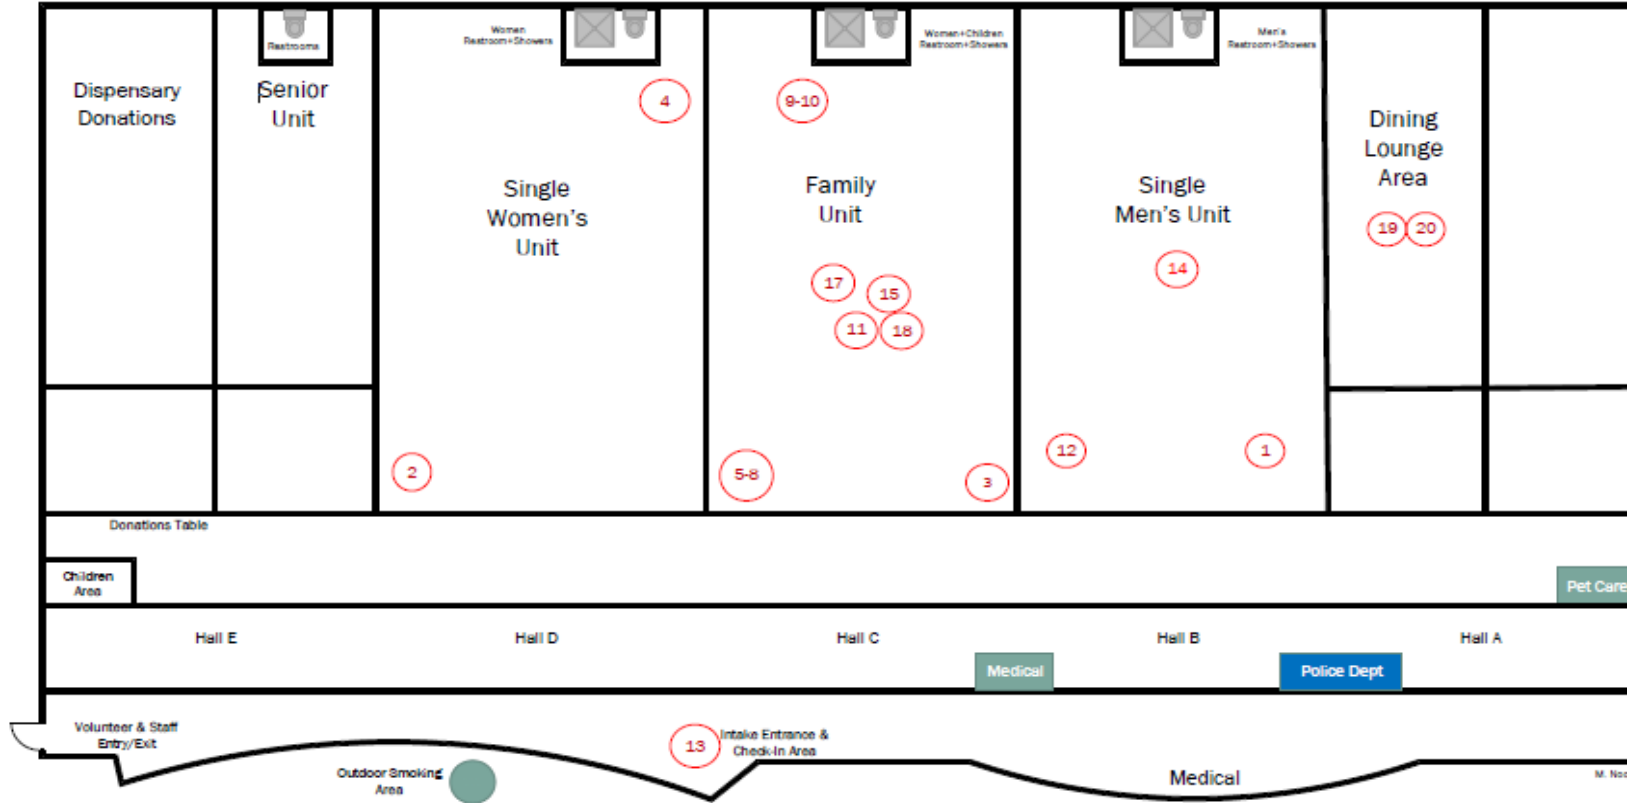 Restrooms
Women
Restroom+Showers
Women+Children
Restroom+Showers
Men's
Restroom+Showers
Dispensary
Donations
Senior
Unit
4
9-10
Dining
Lounge
Area
Single
Women's
Unit
Family
Unit
Single
Men's Unit
19
20
14
17
15
11
18
2
5-8
3
12
1
Donations Table
Children
Area
Pet Care
Hall E
Hall D
Hall C
Hall B
Hall A
Medical
Police Dept
Volunteer & Staff
Entry/Exit
13
Intake Entrance &
Check-In Area
Outdoor Smoking
Area
Medical
M.